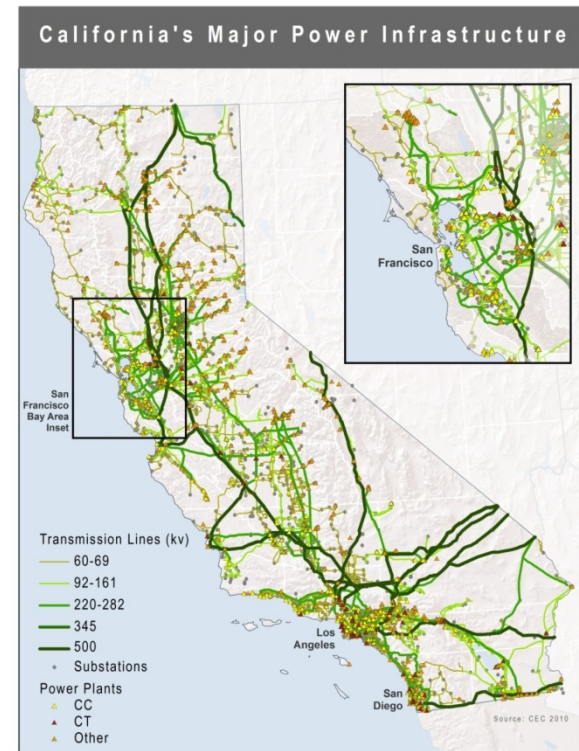 California's Major Power Infrastructure
San
Francisco
San
Francisco
Bay Area
Inset
Transmission Lines (kv)
60-69
92-161
220-282
345
500
Substations
Power Plants
CC
CT
Other
Los
Angeles
San
Diego
Source: CEC 2010